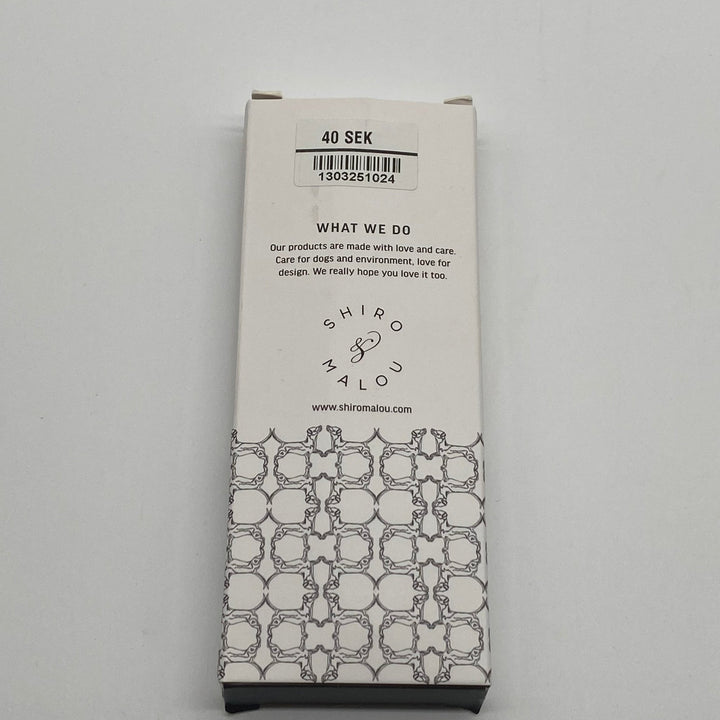 40 SEK
1303251024
WHAT WE DO
Our products are made with love and care.
Care for dogs and environment, love for
design. We really hope you love it too.
SHIRO
&
MALOU
www.shiromalou.com